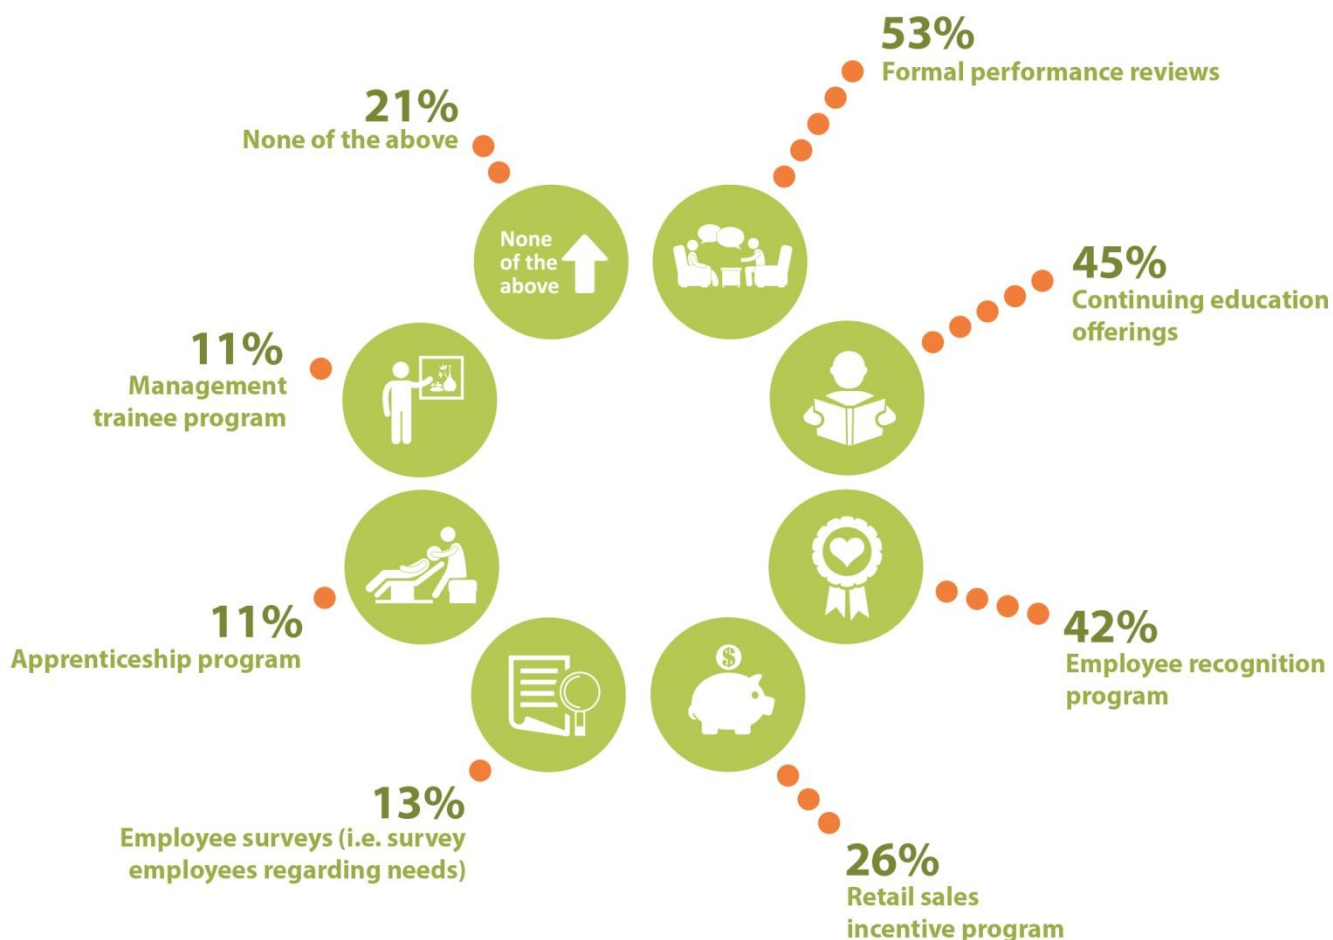 53%
Formal performance reviews
45%
Continuing education
offerings
42%
Employee recognition
program
$
26%
Retail sales
incentive program
13%
Employee surveys (i.e. survey
employees regarding needs)
11%
Apprenticeship program
11%
Management
trainee program
21%
None of the above
None
of the
above